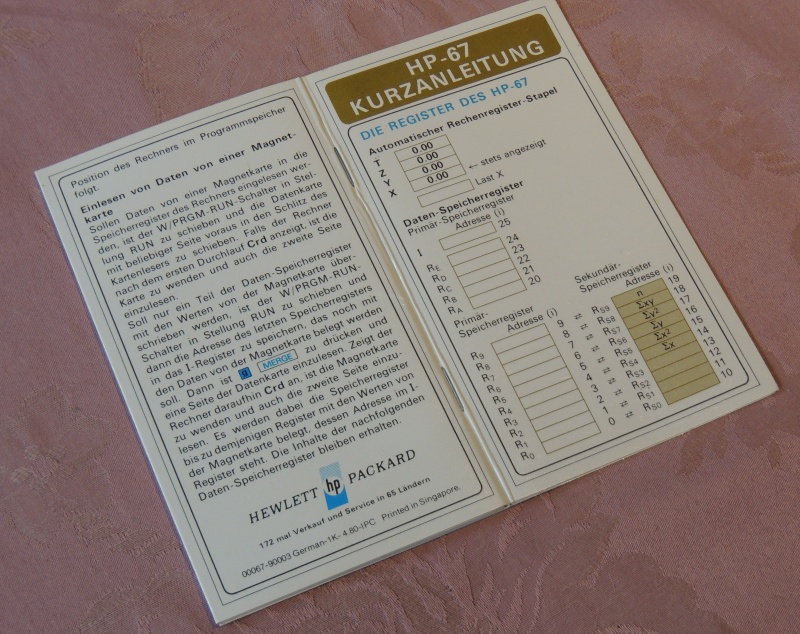 Position des Rechners im Programmspeicher
folgt.
Einlesen von Daten von einer Magnet-
karte
Sollen Daten von einer Magnetkarte in die
Speicherregister des Rechners eingelesen wer-
den, ist der W/PRGM-RUN-Schalter in Stel-
lung RUN zu schieben und die Datenkarte
mit beliebiger Seite voraus in den Schlitz des
Kartenlesers zu schieben. Falls der Rechner
nach dem ersten Durchlauf Crd anzeigt, ist die
Karte zu wenden und auch die zweite Seite
einzulesen.
Soll nur ein Teil der Daten-Speicherregister
mit den Werten von der Magnetkarte über-
schrieben werden, ist der W/PRGM-RUN-
Schalter in Stellung RUN zu schieben und
dann die Adresse des letzten Speicherregisters
in das I-Register zu speichern, das noch mit
den Daten von der Magnetkarte belegt werden
soll. Dann ist g MERGE zu drücken und
eine Seite der Datenkarte einzulesen. Zeigt der
Rechner daraufhin Crd an, ist die Magnetkarte
zu wenden und auch die zweite Seite einzu-
lesen. Es werden dabei die Speicherregister
bis zu demjenigen Register mit den Werten von
der Magnetkarte belegt, dessen Adresse im I-
Register steht. Die Inhalte der nachfolgenden
Daten-Speicherregister bleiben erhalten.
HEWLETT hp PACKARD
172 mal Verkauf und Service in 65 Ländern
00067-90003 German-1K-4 80-IPC Printed in Singapore.
HP-67
KURZANLEITUNG
DIE REGISTER DES HP-67
Automatischer Rechenregister-Stapel
T 0.00
Z 0.00
Y 0.00
X 0.00 ← stets angezeigt
Last X
Daten-Speicherregister
Primär-Speicherregister
Adresse (i)
I 25
RE 24
RD 23
RC 22
RB 21
RA 20
Primär-
Speicherregister
Adresse (i)
Sekundär-
Speicherregister
Adresse (i)
R9 9 ⇄ RS9 n 19
R8 8 ⇄ RS8 Σxy 18
R7 7 ⇄ RS7 Σy² 17
R6 6 ⇄ RS6 Σy 16
R5 5 ⇄ RS5 Σx² 15
R4 4 ⇄ RS4 Σx 14
R3 3 ⇄ RS3 13
R2 2 ⇄ RS2 12
R1 1 ⇄ RS1 11
R0 0 ⇄ RS0 10